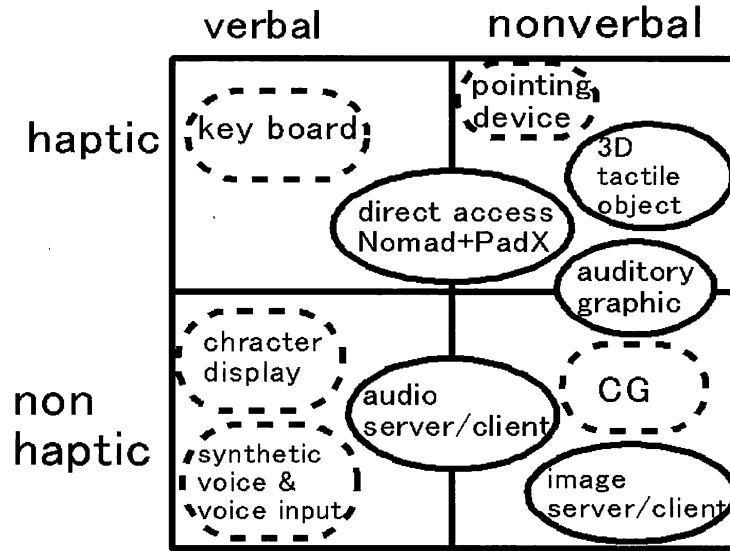 verbal
nonverbal
haptic
key board
pointing
device
3D
tactile
object
direct access
Nomad+PadX
auditory
graphic
non
haptic
chracter
display
audio
server/client
CG
synthetic
voice &
voice input
image
server/client